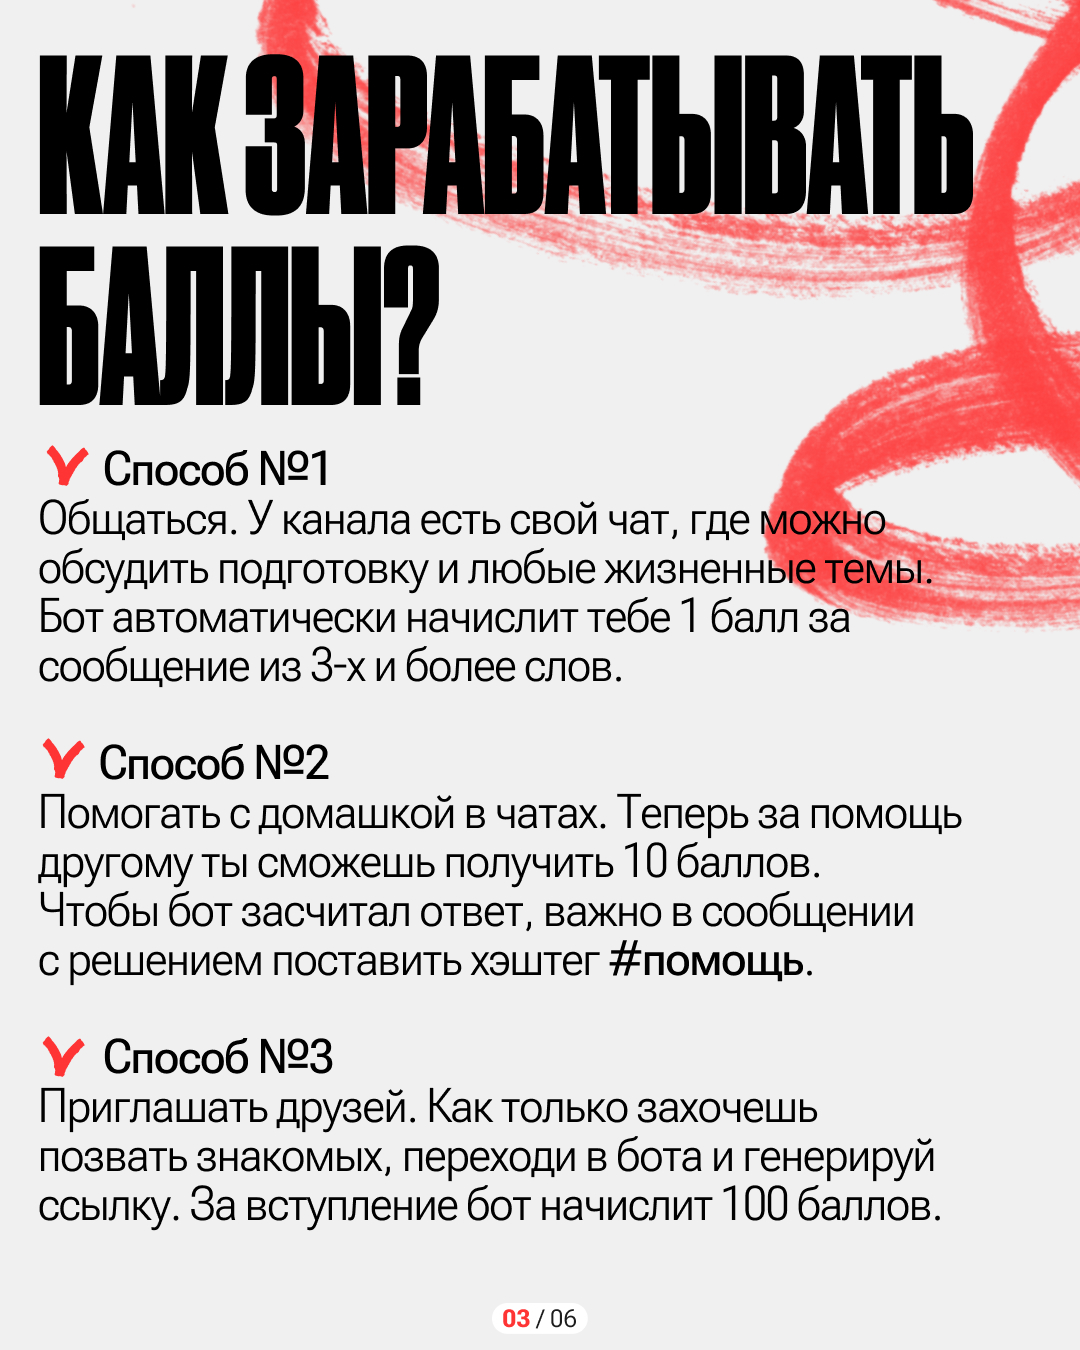 КАК ЗАРАБАТЫВАТЬ
БАЛЛЫ?
Способ №1
Общаться. У канала есть свой чат, где можно
обсудить подготовку и любые жизненные темы.
Бот автоматически начислит тебе 1 балл за
сообщение из 3-х и более слов.
Способ №2
Помогать с домашкой в чатах. Теперь за помощь
другому ты сможешь получить 10 баллов.
Чтобы бот засчитал ответ, важно в сообщении
с решением поставить хэштег #помощь.
Способ №3
Приглашать друзей. Как только захочешь
позвать знакомых, переходи в бота и генерируй
ссылку. За вступление бот начислит 100 баллов.
03 / 06